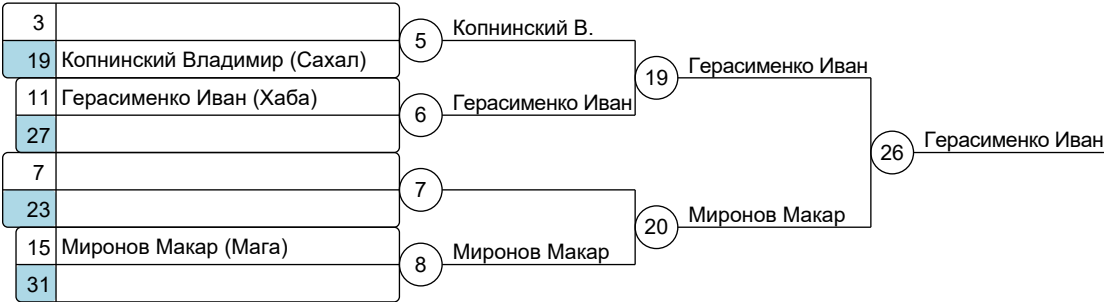 3
19 Копнинский Владимир (Сахал)
11 Герасименко Иван (Хаба)
27
7
23
15 Миронов Макар (Мага)
31
5
6
7
8
Копнинский В.
Герасименко Иван
Миронов Макар
19
20
Герасименко Иван
Миронов Макар
26
Герасименко Иван